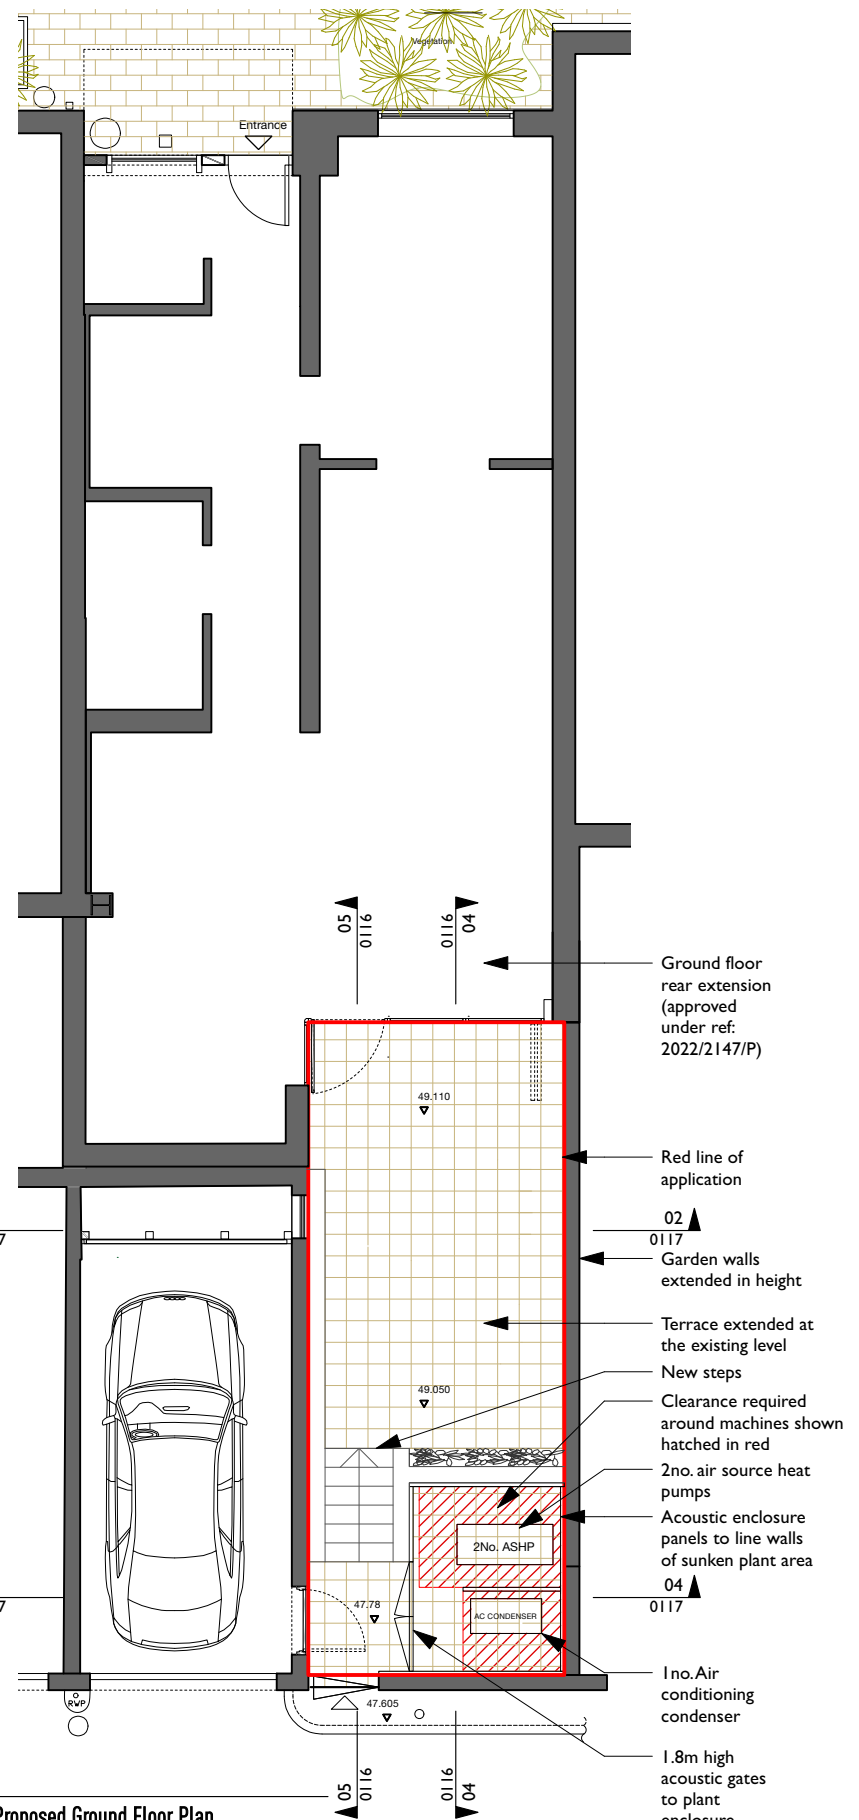 Vegetation
Entrance
05
0116
0116
04
Ground floor
rear extension
(approved
under ref:
2022/2147/P)
49.110
Red line of
application
02
0117
7
Garden walls
extended in height
Terrace extended at
the existing level
New steps
49.050
Clearance required
around machines shown
hatched in red
2no. air source heat
pumps
Acoustic enclosure
panels to line walls
of sunken plant area
2No. ASHP
04
0117
7
47.78
AC CONDENSER
1no. Air
conditioning
condenser
RWP
47.605
1.8m high
acoustic gates
to plant
enclosure
05
0116
0116
04
Proposed Ground Floor Plan